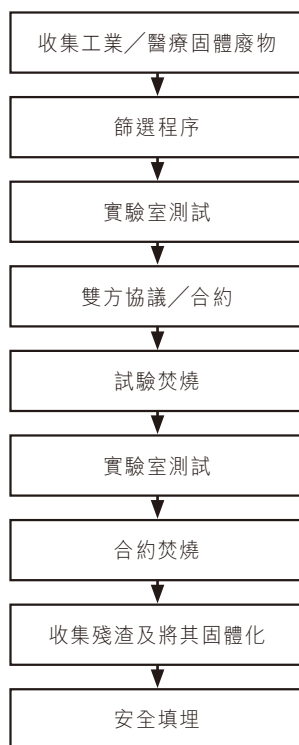 收集工業／醫療固體廢物
篩選程序
實驗室測試
雙方協議／合約
試驗焚燒
實驗室測試
合約焚燒
收集殘渣及將其固體化
安全填埋